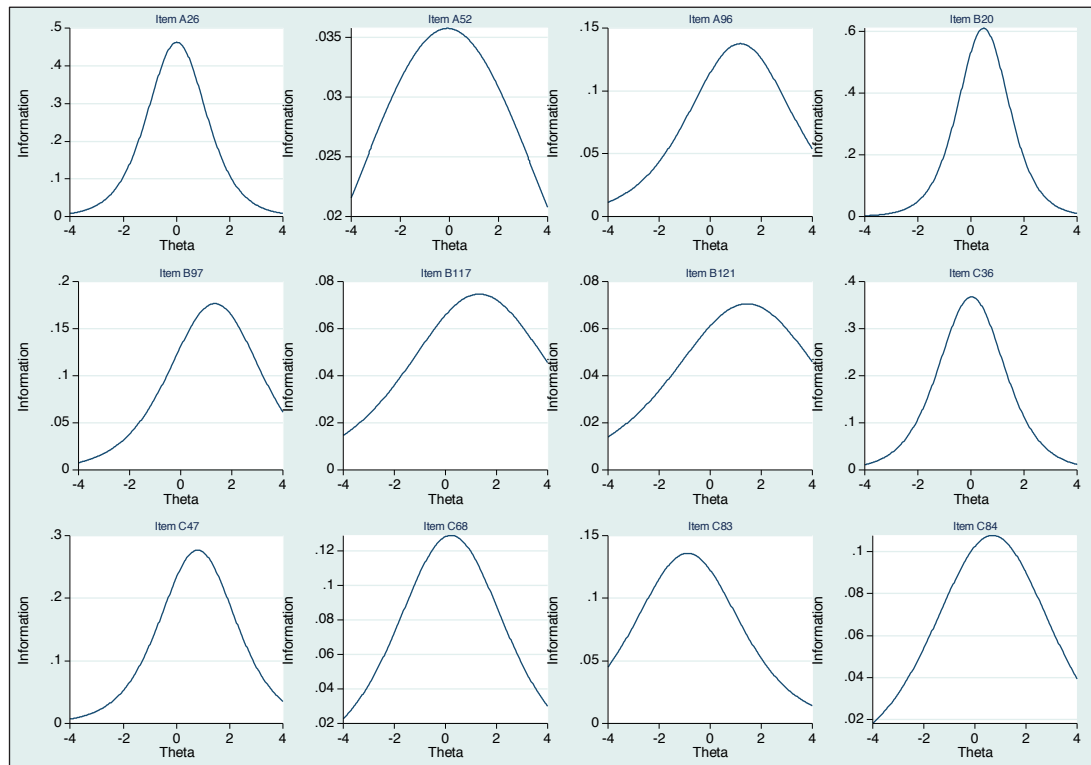 Item A26
.5
.4
.3
.2
.1
0
Information
-4 -2 0 2 4
Theta
Item A52
.035
.03
.025
.02
Information
-4 -2 0 2 4
Theta
Item A96
.15
.1
.05
0
Information
-4 -2 0 2 4
Theta
Item B20
.6
.4
.2
0
Information
-4 -2 0 2 4
Theta
Item B97
.2
.15
.1
.05
0
Information
-4 -2 0 2 4
Theta
Item B117
.08
.06
.04
.02
0
Information
-4 -2 0 2 4
Theta
Item B121
.08
.06
.04
.02
0
Information
-4 -2 0 2 4
Theta
Item C36
.4
.3
.2
.1
0
Information
-4 -2 0 2 4
Theta
Item C47
.3
.2
.1
0
Information
-4 -2 0 2 4
Theta
Item C68
.12
.1
.08
.06
.04
.02
Information
-4 -2 0 2 4
Theta
Item C83
.15
.1
.05
0
Information
-4 -2 0 2 4
Theta
Item C84
.1
.08
.06
.04
.02
Information
-4 -2 0 2 4
Theta